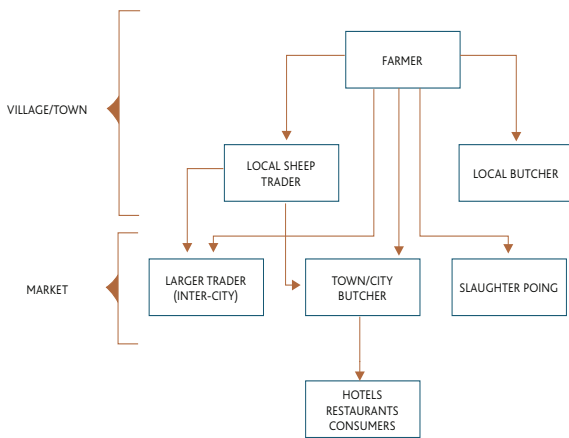 FARMER
VILLAGE/TOWN
LOCAL SHEEP
TRADER
LOCAL BUTCHER
MARKET
LARGER TRADER
(INTER-CITY)
TOWN/CITY
BUTCHER
SLAUGHTER POING
HOTELS
RESTAURANTS
CONSUMERS